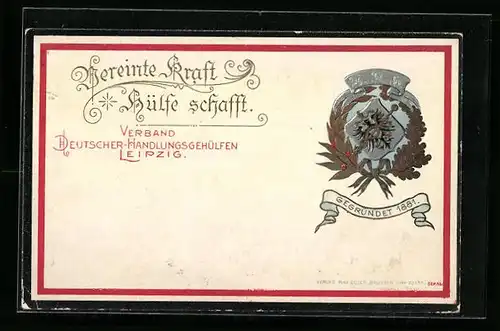 Vereinte Kraft
Hülfe schafft.
VERBAND
DEUTSCHER-HANDLUNGSGEHÜLFEN
LEIPZIG.
GEGRÜNDET 1881.